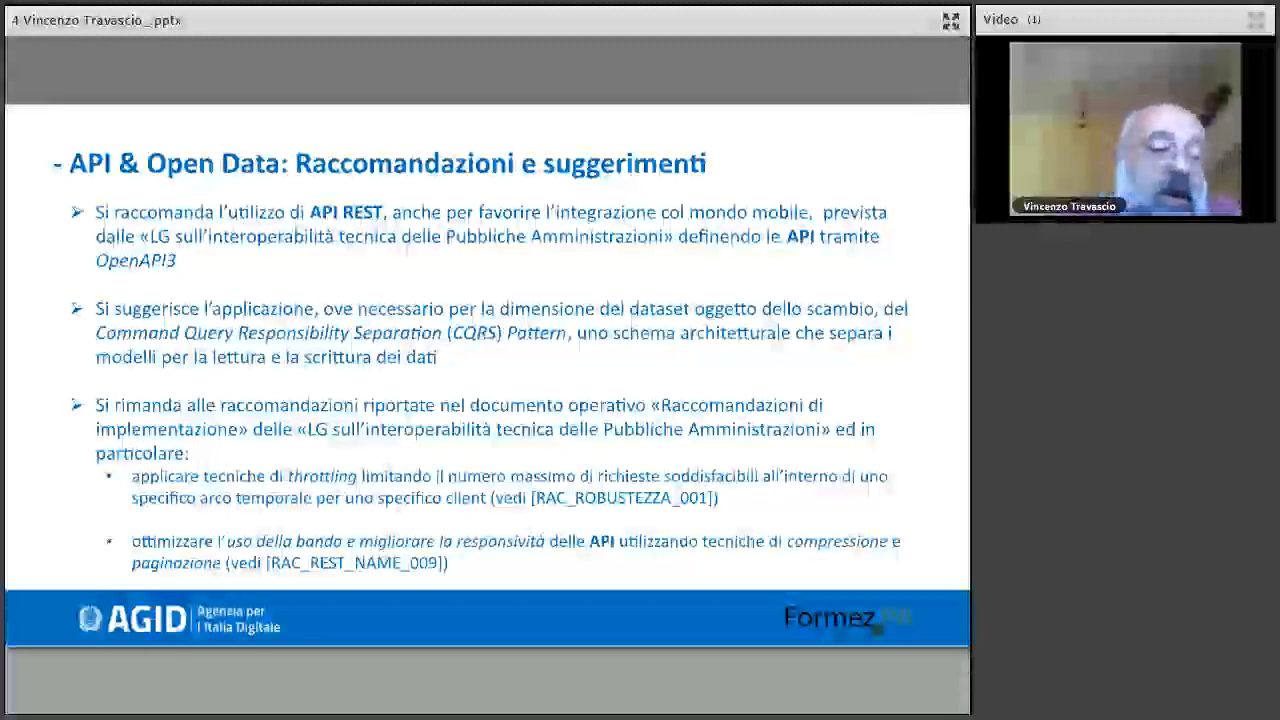 4 Vincenzo Travascio_.pptx
Video (1)
Vincenzo Travascio
- API & Open Data: Raccomandazioni e suggerimenti
➢ Si raccomanda l'utilizzo di API REST, anche per favorire l'integrazione col mondo mobile, prevista
dalle «LG sull'interoperabilità tecnica delle Pubbliche Amministrazioni» definendo le API tramite
OpenAPI3
➢ Si suggerisce l'applicazione, ove necessario per la dimensione del dataset oggetto dello scambio, del
Command Query Responsibility Separation (CQRS) Pattern, uno schema architetturale che separa i
modelli per la lettura e la scrittura dei dati
➢ Si rimanda alle raccomandazioni riportate nel documento operativo «Raccomandazioni di
implementazione» delle «LG sull'interoperabilità tecnica delle Pubbliche Amministrazioni» ed in
particolare:
• applicare tecniche di throttling limitando il numero massimo di richieste soddisfacibili all'interno di uno
specifico arco temporale per uno specifico client (vedi [RAC_ROBUSTEZZA_001])
• ottimizzare l'uso della banda e migliorare la responsività delle API utilizzando tecniche di compressione e
paginazione (vedi [RAC_REST_NAME_009])
AGID
Agenzia per
l'Italia Digitale
Formez PA